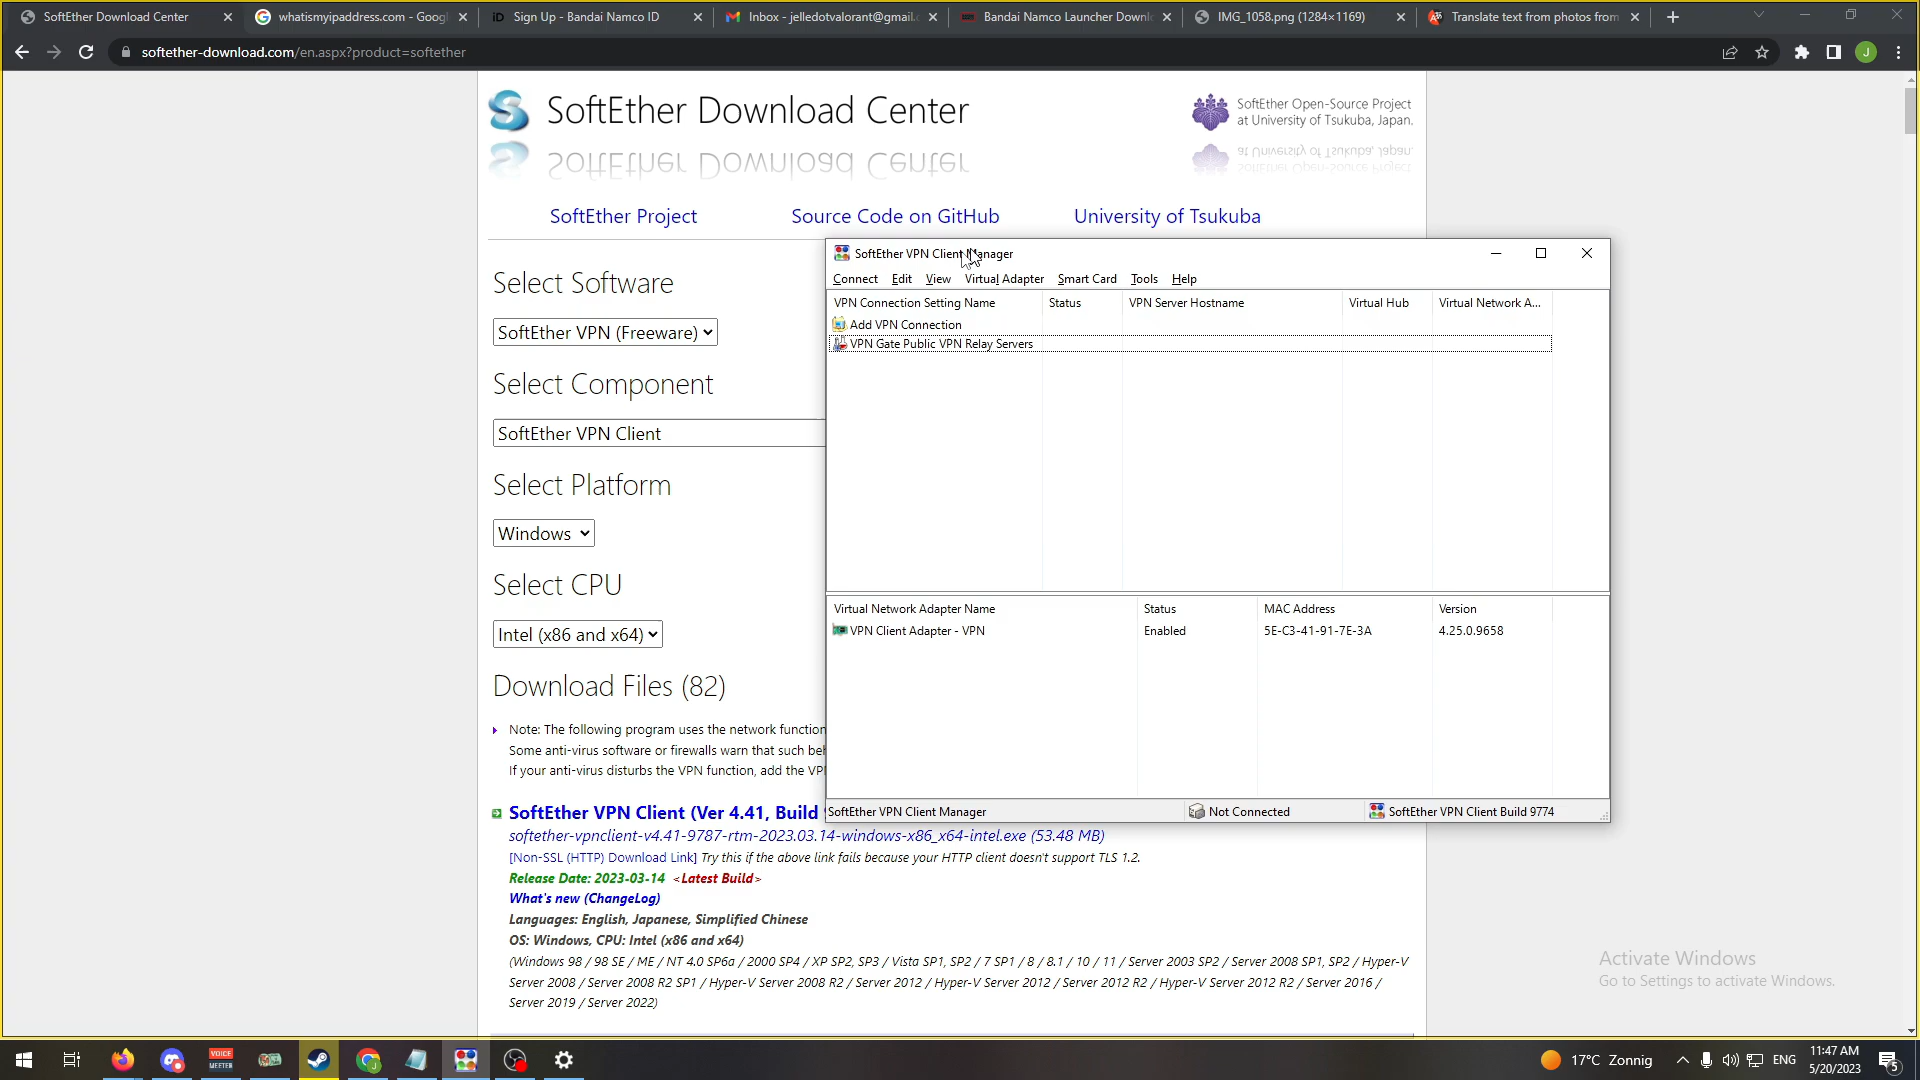 SoftEther Download Center
whatismyipaddress.com - Goog
Sign Up - Bandai Namco ID
Inbox - jelledotvalorant@gmail.
Bandai Namco Launcher Downl
IMG_1058.png (1284×1169)
Translate text from photos from
softether-download.com/en.aspx?product=softether
J
SoftEther Download Center
SoftEther Open-Source Project
at University of Tsukuba, Japan.
SoftEther Project
Source Code on GitHub
University of Tsukuba
Select Software
SoftEther VPN (Freeware)
Select Component
SoftEther VPN Client
Select Platform
Windows
Select CPU
Intel (x86 and x64)
Download Files (82)
Note: The following program uses the network function
Some anti-virus software or firewalls warn that such beh
If your anti-virus disturbs the VPN function, add the VP
SoftEther VPN Client (Ver 4.41, Build
softether-vpnclient-v4.41-9787-rtm-2023.03.14-windows-x86_x64-intel.exe (53.48 MB)
[Non-SSL (HTTP) Download Link] Try this if the above link fails because your HTTP client doesn't support TLS 1.2.
Release Date: 2023-03-14 <Latest Build>
What's new (ChangeLog)
Languages: English, Japanese, Simplified Chinese
OS: Windows, CPU: Intel (x86 and x64)
(Windows 98 / 98 SE / ME / NT 4.0 SP6a / 2000 SP4 / XP SP2, SP3 / Vista SP1, SP2 / 7 SP1 / 8 / 8.1 / 10 / 11 / Server 2003 SP2 / Server 2008 SP1, SP2 / Hyper-V
Server 2008 / Server 2008 R2 SP1 / Hyper-V Server 2008 R2 / Server 2012 / Hyper-V Server 2012 / Server 2012 R2 / Hyper-V Server 2012 R2 / Server 2016 /
Server 2019 / Server 2022)
SoftEther VPN Client Manager
Connect Edit View Virtual Adapter Smart Card Tools Help
VPN Connection Setting Name Status VPN Server Hostname Virtual Hub Virtual Network A...
Add VPN Connection
VPN Gate Public VPN Relay Servers
Virtual Network Adapter Name Status MAC Address Version
VPN Client Adapter - VPN Enabled 5E-C3-41-91-7E-3A 4.25.0.9658
SoftEther VPN Client Manager Not Connected SoftEther VPN Client Build 9774
Activate Windows
Go to Settings to activate Windows.
VOICE
MEETER
17°C Zonnig
ENG
11:47 AM
5/20/2023
5